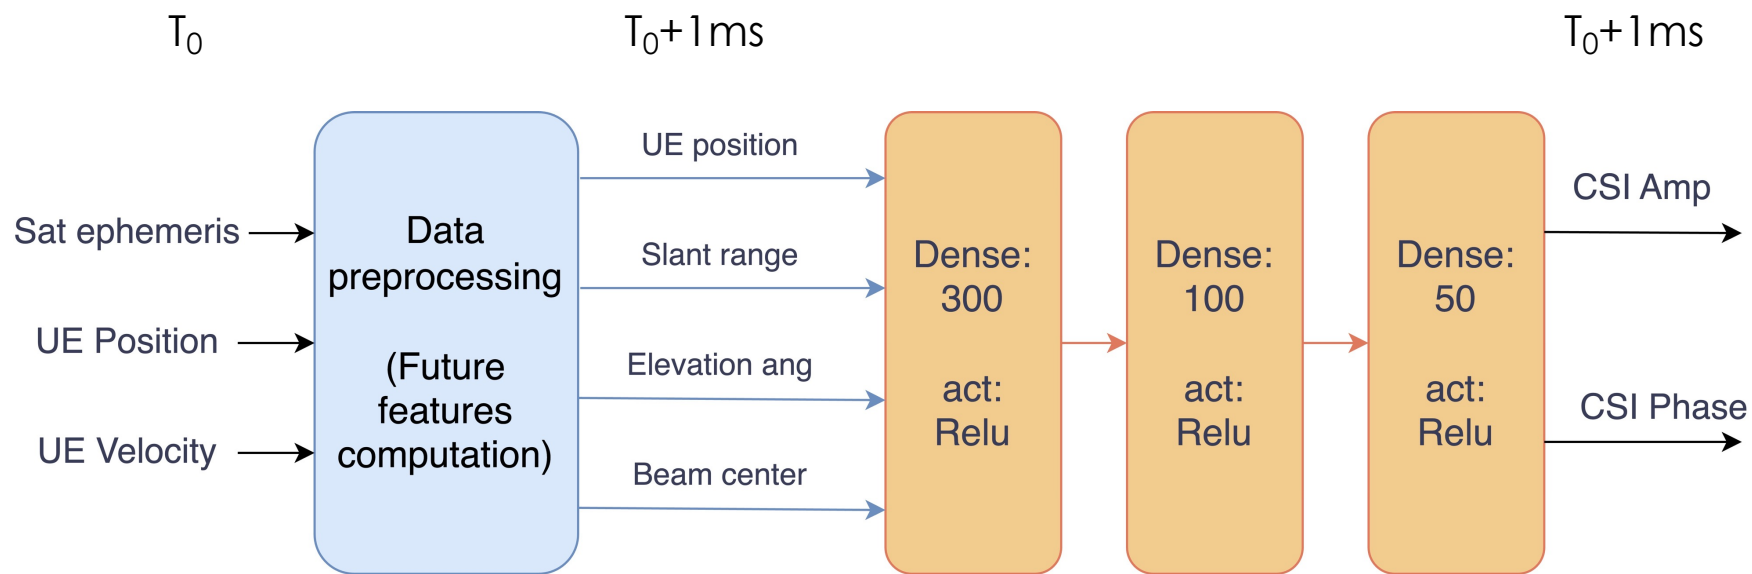 T₀
T₀+1ms
T₀+1ms
Sat ephemeris
UE Position
UE Velocity
Data
preprocessing
(Future
features
computation)
UE position
Slant range
Elevation ang
Beam center
Dense:
300
act:
Relu
Dense:
100
act:
Relu
Dense:
50
act:
Relu
CSI Amp
CSI Phase